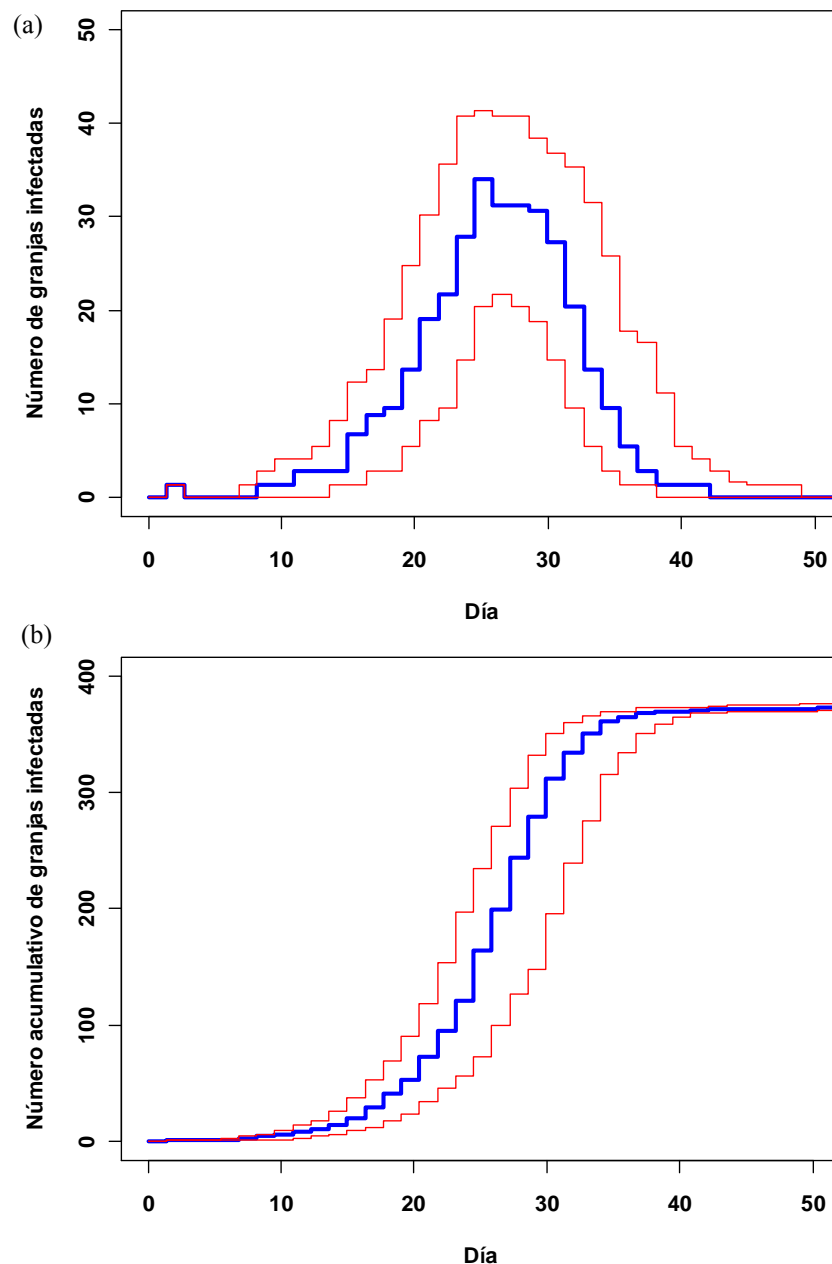 (a)
Número de granjas infectadas
50
40
30
20
10
0
0 10 20 30 40 50
Día
(b)
Número acumulativo de granjas infectadas
400
300
200
100
0
0 10 20 30 40 50
Día